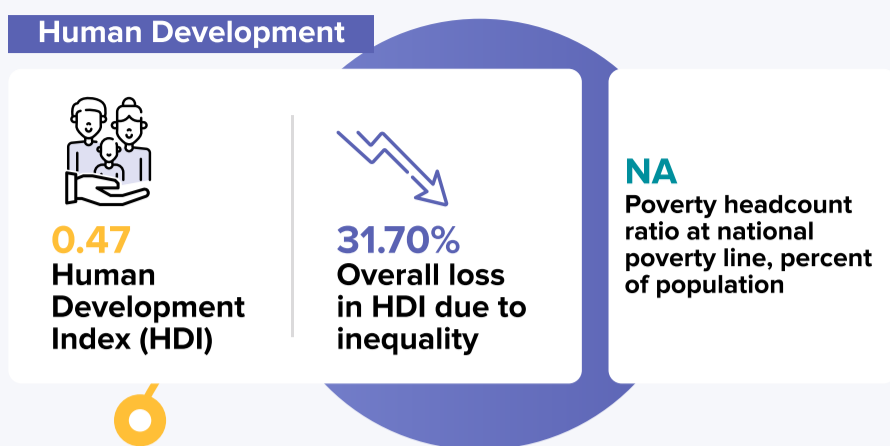 Human Development
0.47
Human
Development
Index (HDI)
31.70%
Overall loss
in HDI due to
inequality
NA
Poverty headcount
ratio at national
poverty line, percent
of population